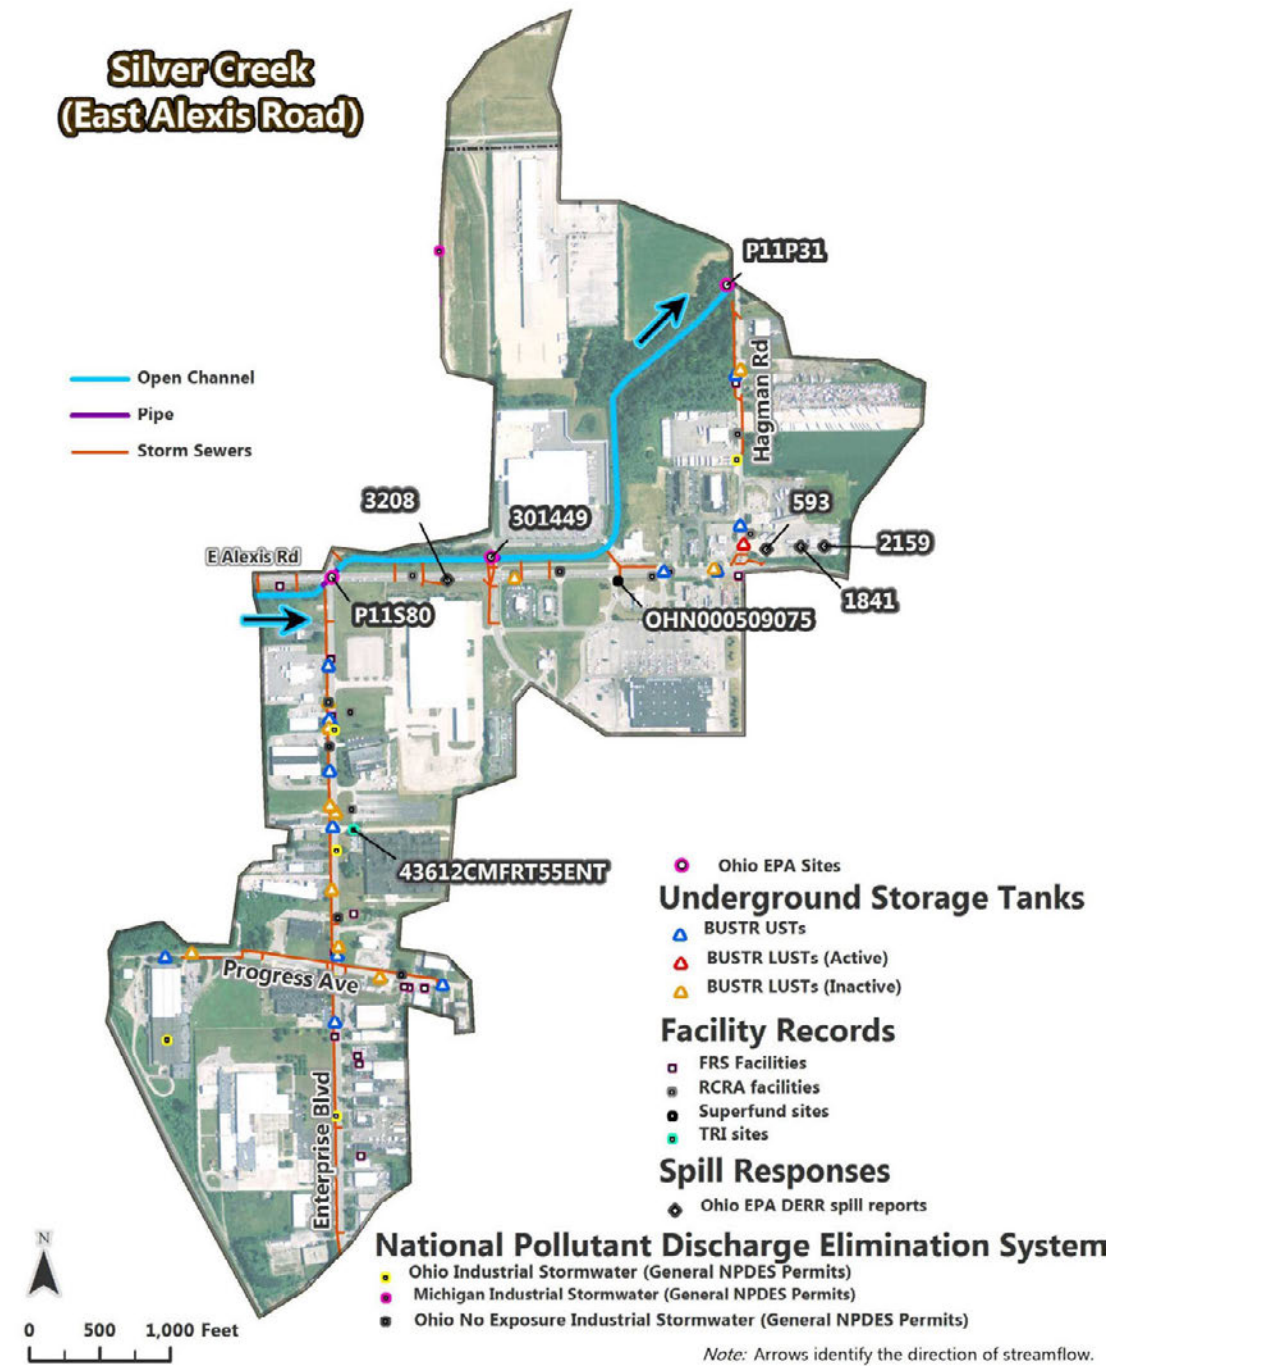 Silver Creek
(East Alexis Road)
P11P31
Open Channel
Pipe
Storm Sewers
Hagman Rd
3208
301449
593
E Alexis Rd
2159
1841
P11S80
OHN000509075
43612CMFRT55ENT
Progress Ave
Enterprise Blvd
Ohio EPA Sites
Underground Storage Tanks
BUSTR USTs
BUSTR LUSTs (Active)
BUSTR LUSTs (Inactive)
Facility Records
FRS Facilities
RCRA facilities
Superfund sites
TRI sites
Spill Responses
Ohio EPA DERR spill reports
National Pollutant Discharge Elimination System
Ohio Industrial Stormwater (General NPDES Permits)
Michigan Industrial Stormwater (General NPDES Permits)
Ohio No Exposure Industrial Stormwater (General NPDES Permits)
N
0 500 1,000 Feet
Note: Arrows identify the direction of streamflow.